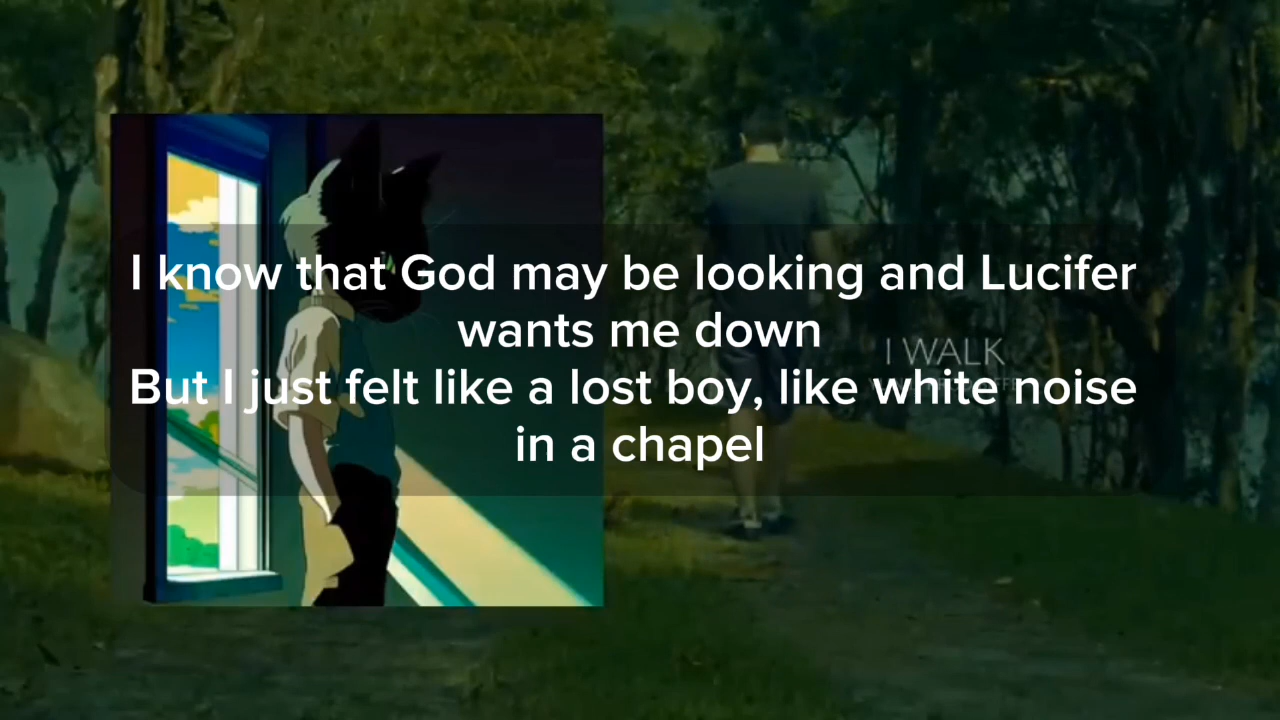 I know that God may be looking and Lucifer
wants me down
But I just felt like a lost boy, like white noise
in a chapel
I WALK